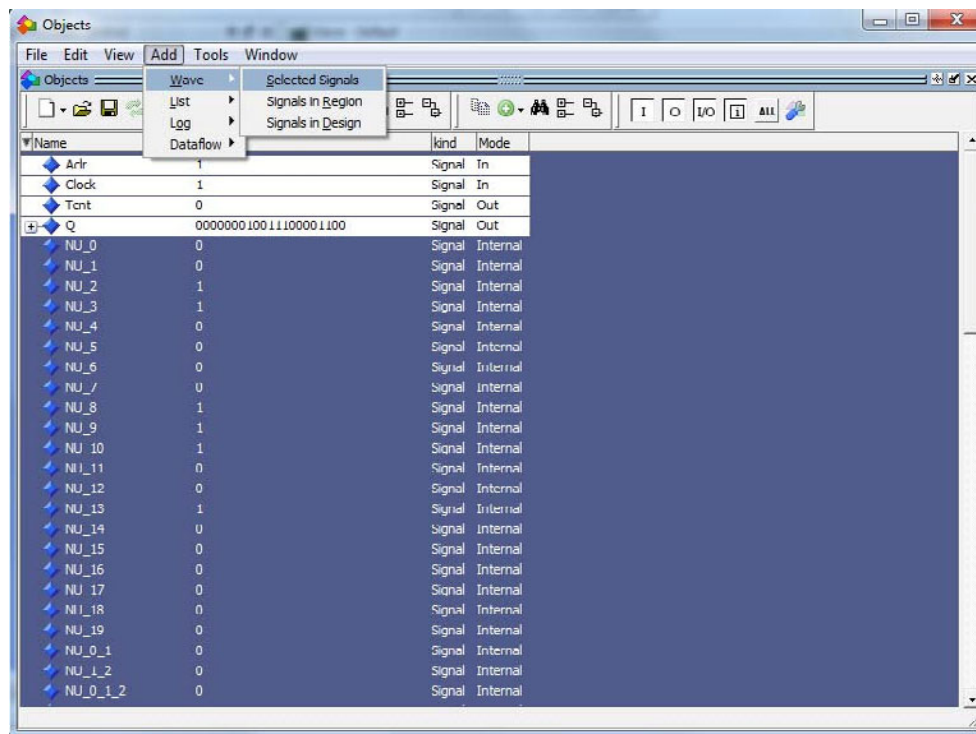 Objects
File Edit View Add Tools Window
Objects
Wave Selected Signals
List Signals in Region
Log Signals in Design
Dataflow
I O I/O i ALL
Name kind Mode
Aclr 1 Signal In
Clock 1 Signal In
Tcnt 0 Signal Out
Q Signal Out
NU_0 0 Signal Internal
NU_1 0 Signal Internal
NU_2 1 Signal Internal
NU_3 1 Signal Internal
NU_4 0 Signal Internal
NU_5 0 Signal Internal
NU_6 0 Signal Internal
NU_7 0 Signal Internal
NU_8 1 Signal Internal
NU_9 1 Signal Internal
NU_10 1 Signal Internal
NU_11 0 Signal Internal
NU_12 0 Signal Internal
NU_13 1 Signal Internal
NU_14 0 Signal Internal
NU_15 0 Signal Internal
NU_16 0 Signal Internal
NU_17 0 Signal Internal
NU_18 0 Signal Internal
NU_19 0 Signal Internal
NU_0_1 0 Signal Internal
NU_1_2 0 Signal Internal
NU_0_1_2 0 Signal Internal